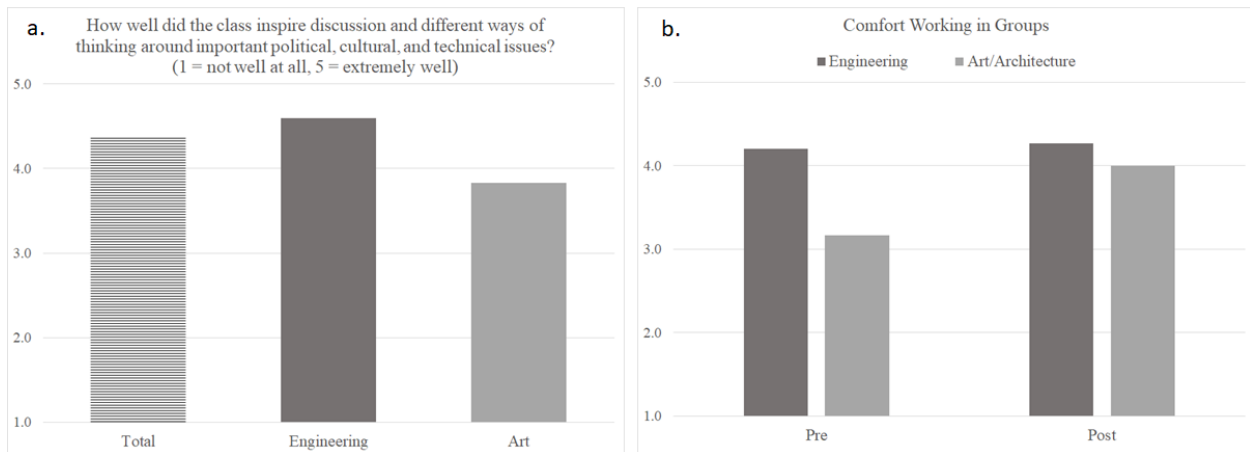 a.
How well did the class inspire discussion and different ways of
thinking around important political, cultural, and technical issues?
(1 = not well at all, 5 = extremely well)
5.0
4.0
3.0
2.0
1.0
Total Engineering Art
b.
Comfort Working in Groups
Engineering Art/Architecture
5.0
4.0
3.0
2.0
1.0
Pre Post